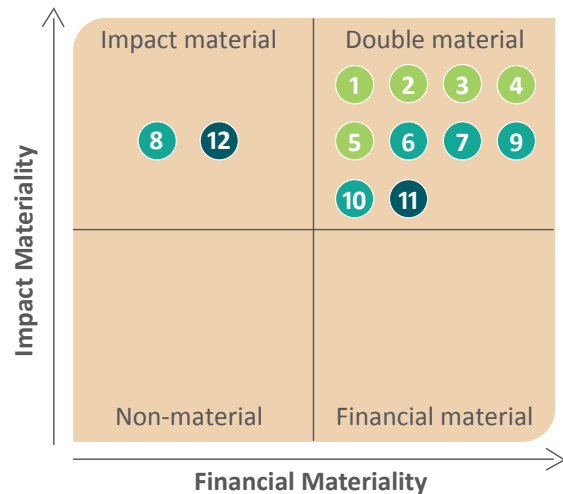 Impact material
Double material
1 2 3 4
8 12
5 6 7 9
10 11
Impact Materiality
Non-material
Financial material
Financial Materiality